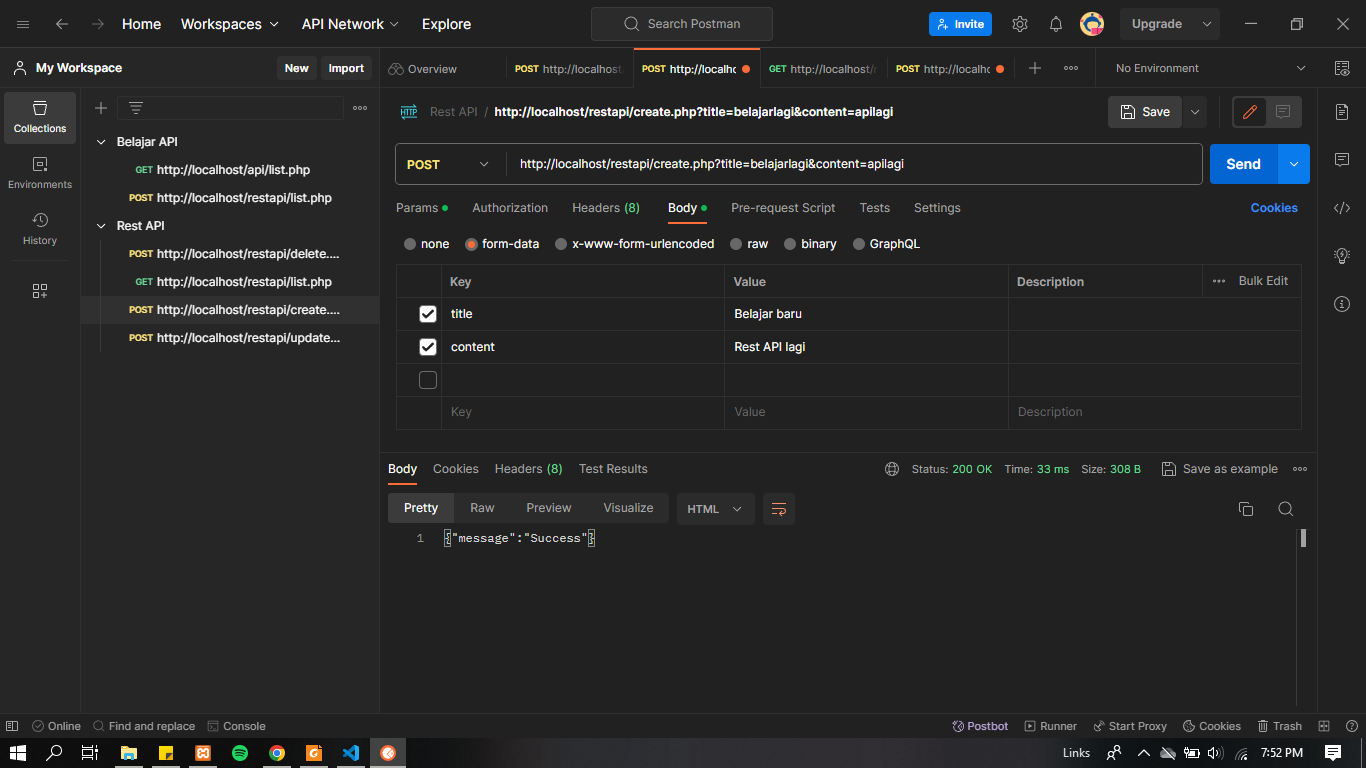 Home Workspaces API Network Explore Search Postman Invite Upgrade
My Workspace New Import Overview POST http://localhost POST http://localhc GET http://localhost/ POST http://localhc No Environment
Collections
Environments
History
Belajar API
GET http://localhost/api/list.php
POST http://localhost/restapi/list.php
Rest API
POST http://localhost/restapi/delete....
GET http://localhost/restapi/list.php
POST http://localhost/restapi/create....
POST http://localhost/restapi/update...
HTTP Rest API / http://localhost/restapi/create.php?title=belajarlagi&content=apilagi Save
POST http://localhost/restapi/create.php?title=belajarlagi&content=apilagi Send
Params Authorization Headers (8) Body Pre-request Script Tests Settings Cookies
none form-data x-www-form-urlencoded raw binary GraphQL
Key Value Description Bulk Edit
title Belajar baru
content Rest API lagi
Key Value Description
Body Cookies Headers (8) Test Results Status: 200 OK Time: 33 ms Size: 308 B Save as example
Pretty Raw Preview Visualize HTML
1 {"message":"Success"}
Online Find and replace Console Postbot Runner Start Proxy Cookies Trash
Links 7:52 PM